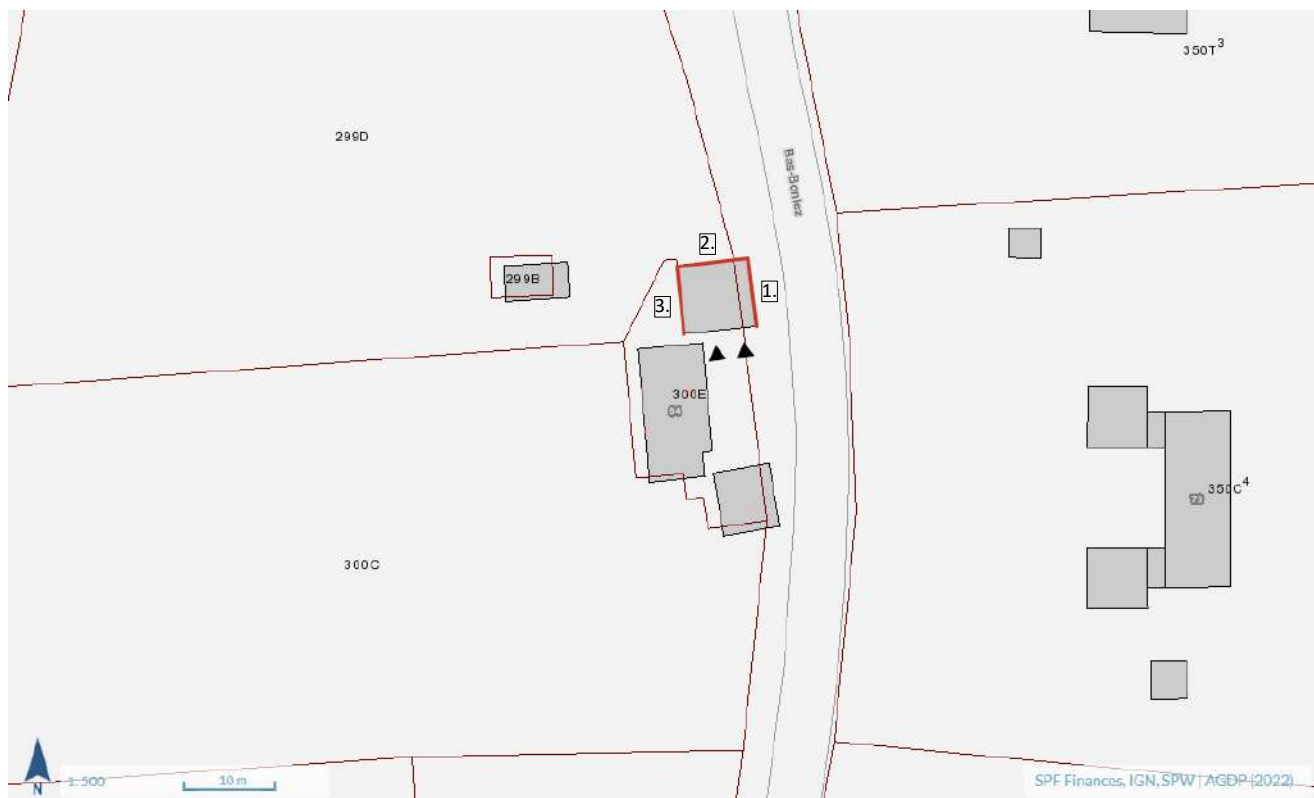 350T³
299D
Bas-Bonlez
2.
299B
1.
3.
300E
350C⁴
300C
N
1:500
10 m
SPF Finances, IGN, SPW | AGDP (2022)